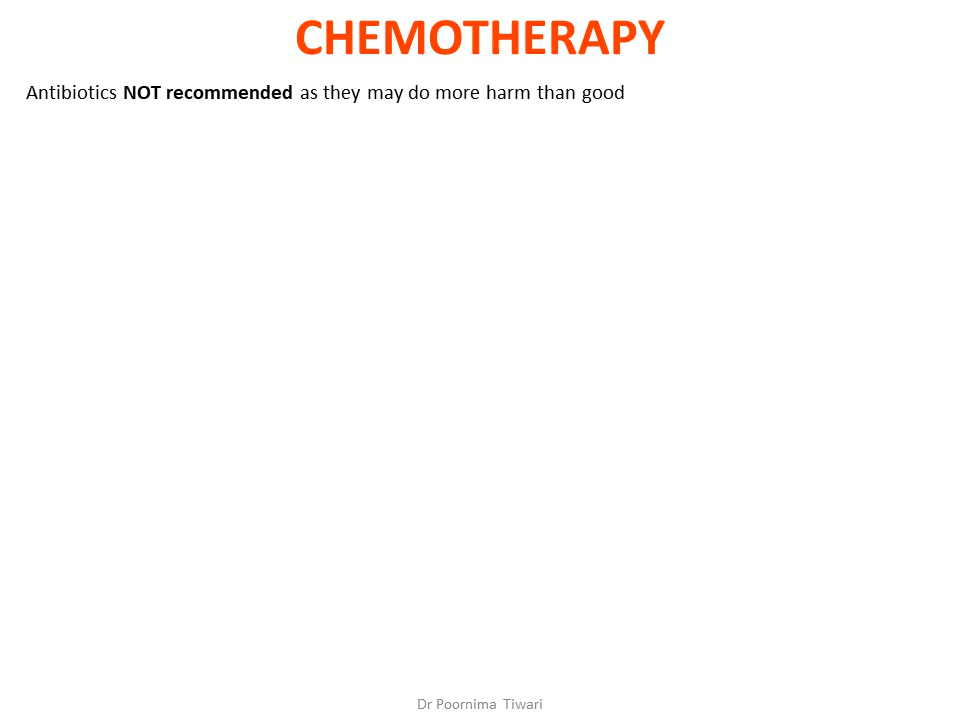 CHEMOTHERAPY
Antibiotics NOT recommended as they may do more harm than good
Dr Poornima Tiwari